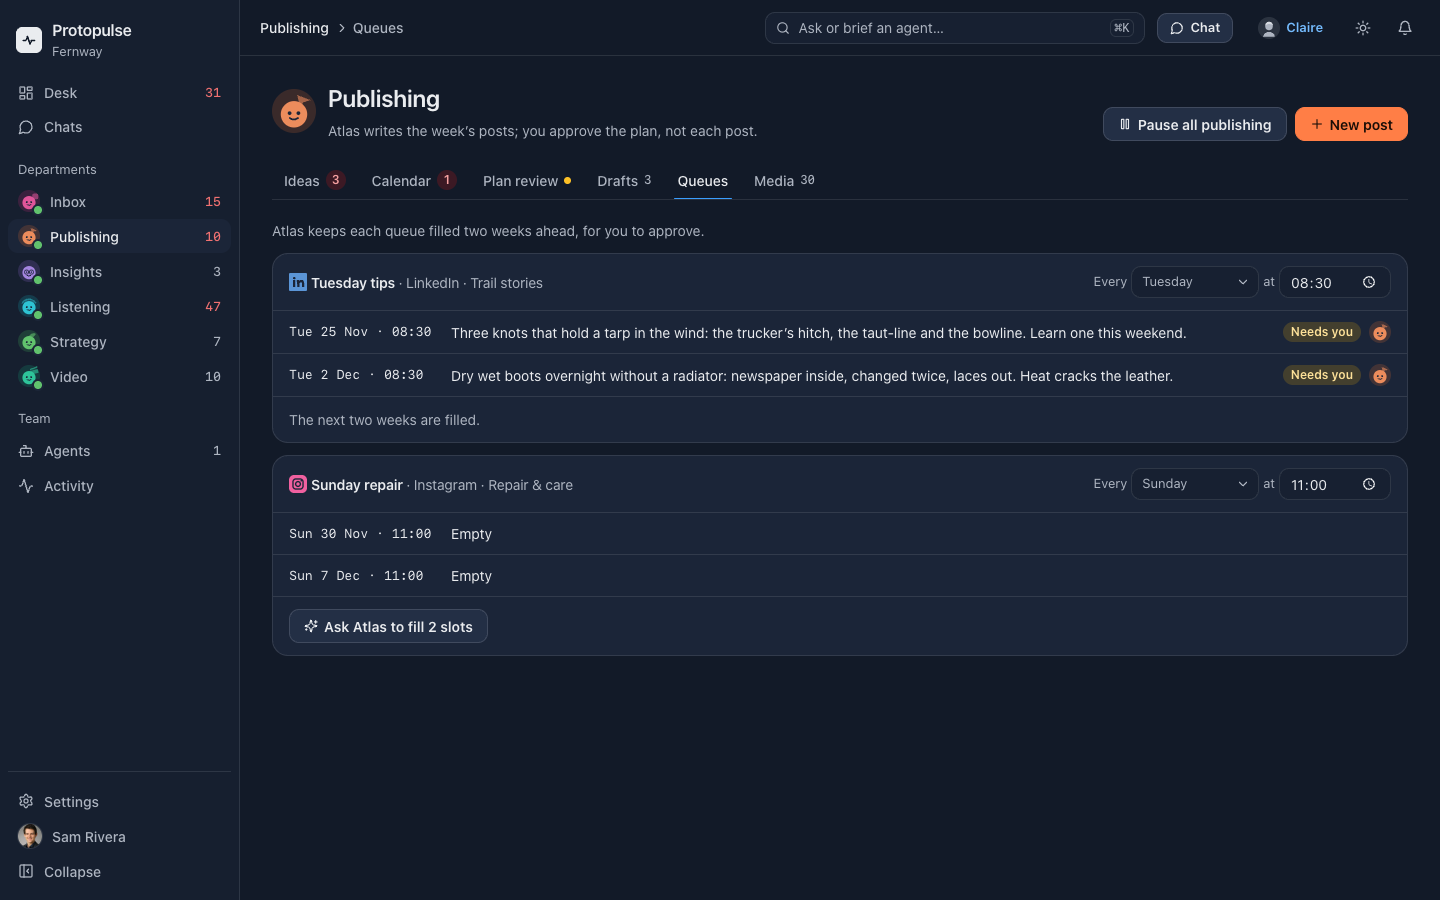 Protopulse
Fernway
Desk 31
Chats
Departments
Inbox 15
Publishing 10
Insights 3
Listening 47
Strategy 7
Video 10
Team
Agents 1
Activity
Settings
Sam Rivera
Collapse
Publishing > Queues
Ask or brief an agent… ⌘K
Chat
Claire
Publishing
Atlas writes the week’s posts; you approve the plan, not each post.
Pause all publishing
+ New post
Ideas 3
Calendar 1
Plan review
Drafts 3
Queues
Media 30
Atlas keeps each queue filled two weeks ahead, for you to approve.
in Tuesday tips · LinkedIn · Trail stories
Every Tuesday at 08:30
Tue 25 Nov · 08:30 Three knots that hold a tarp in the wind: the trucker’s hitch, the taut-line and the bowline. Learn one this weekend. Needs you
Tue 2 Dec · 08:30 Dry wet boots overnight without a radiator: newspaper inside, changed twice, laces out. Heat cracks the leather. Needs you
The next two weeks are filled.
Sunday repair · Instagram · Repair & care
Every Sunday at 11:00
Sun 30 Nov · 11:00 Empty
Sun 7 Dec · 11:00 Empty
Ask Atlas to fill 2 slots